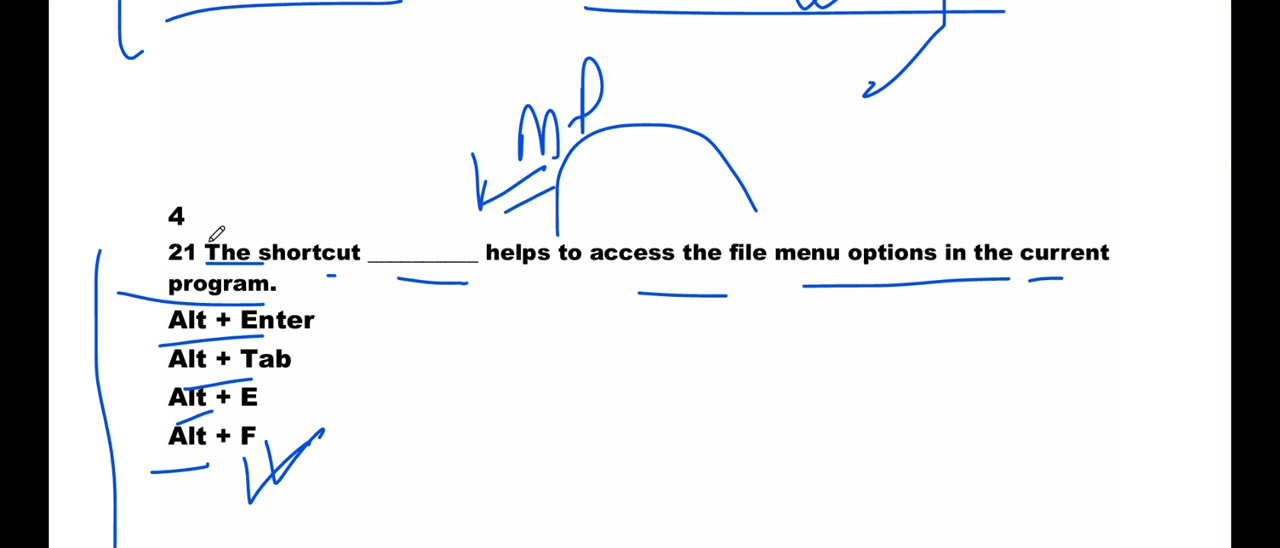 MP
4
21 The shortcut __________ helps to access the file menu options in the current
program.
Alt + Enter
Alt + Tab
Alt + E
Alt + F